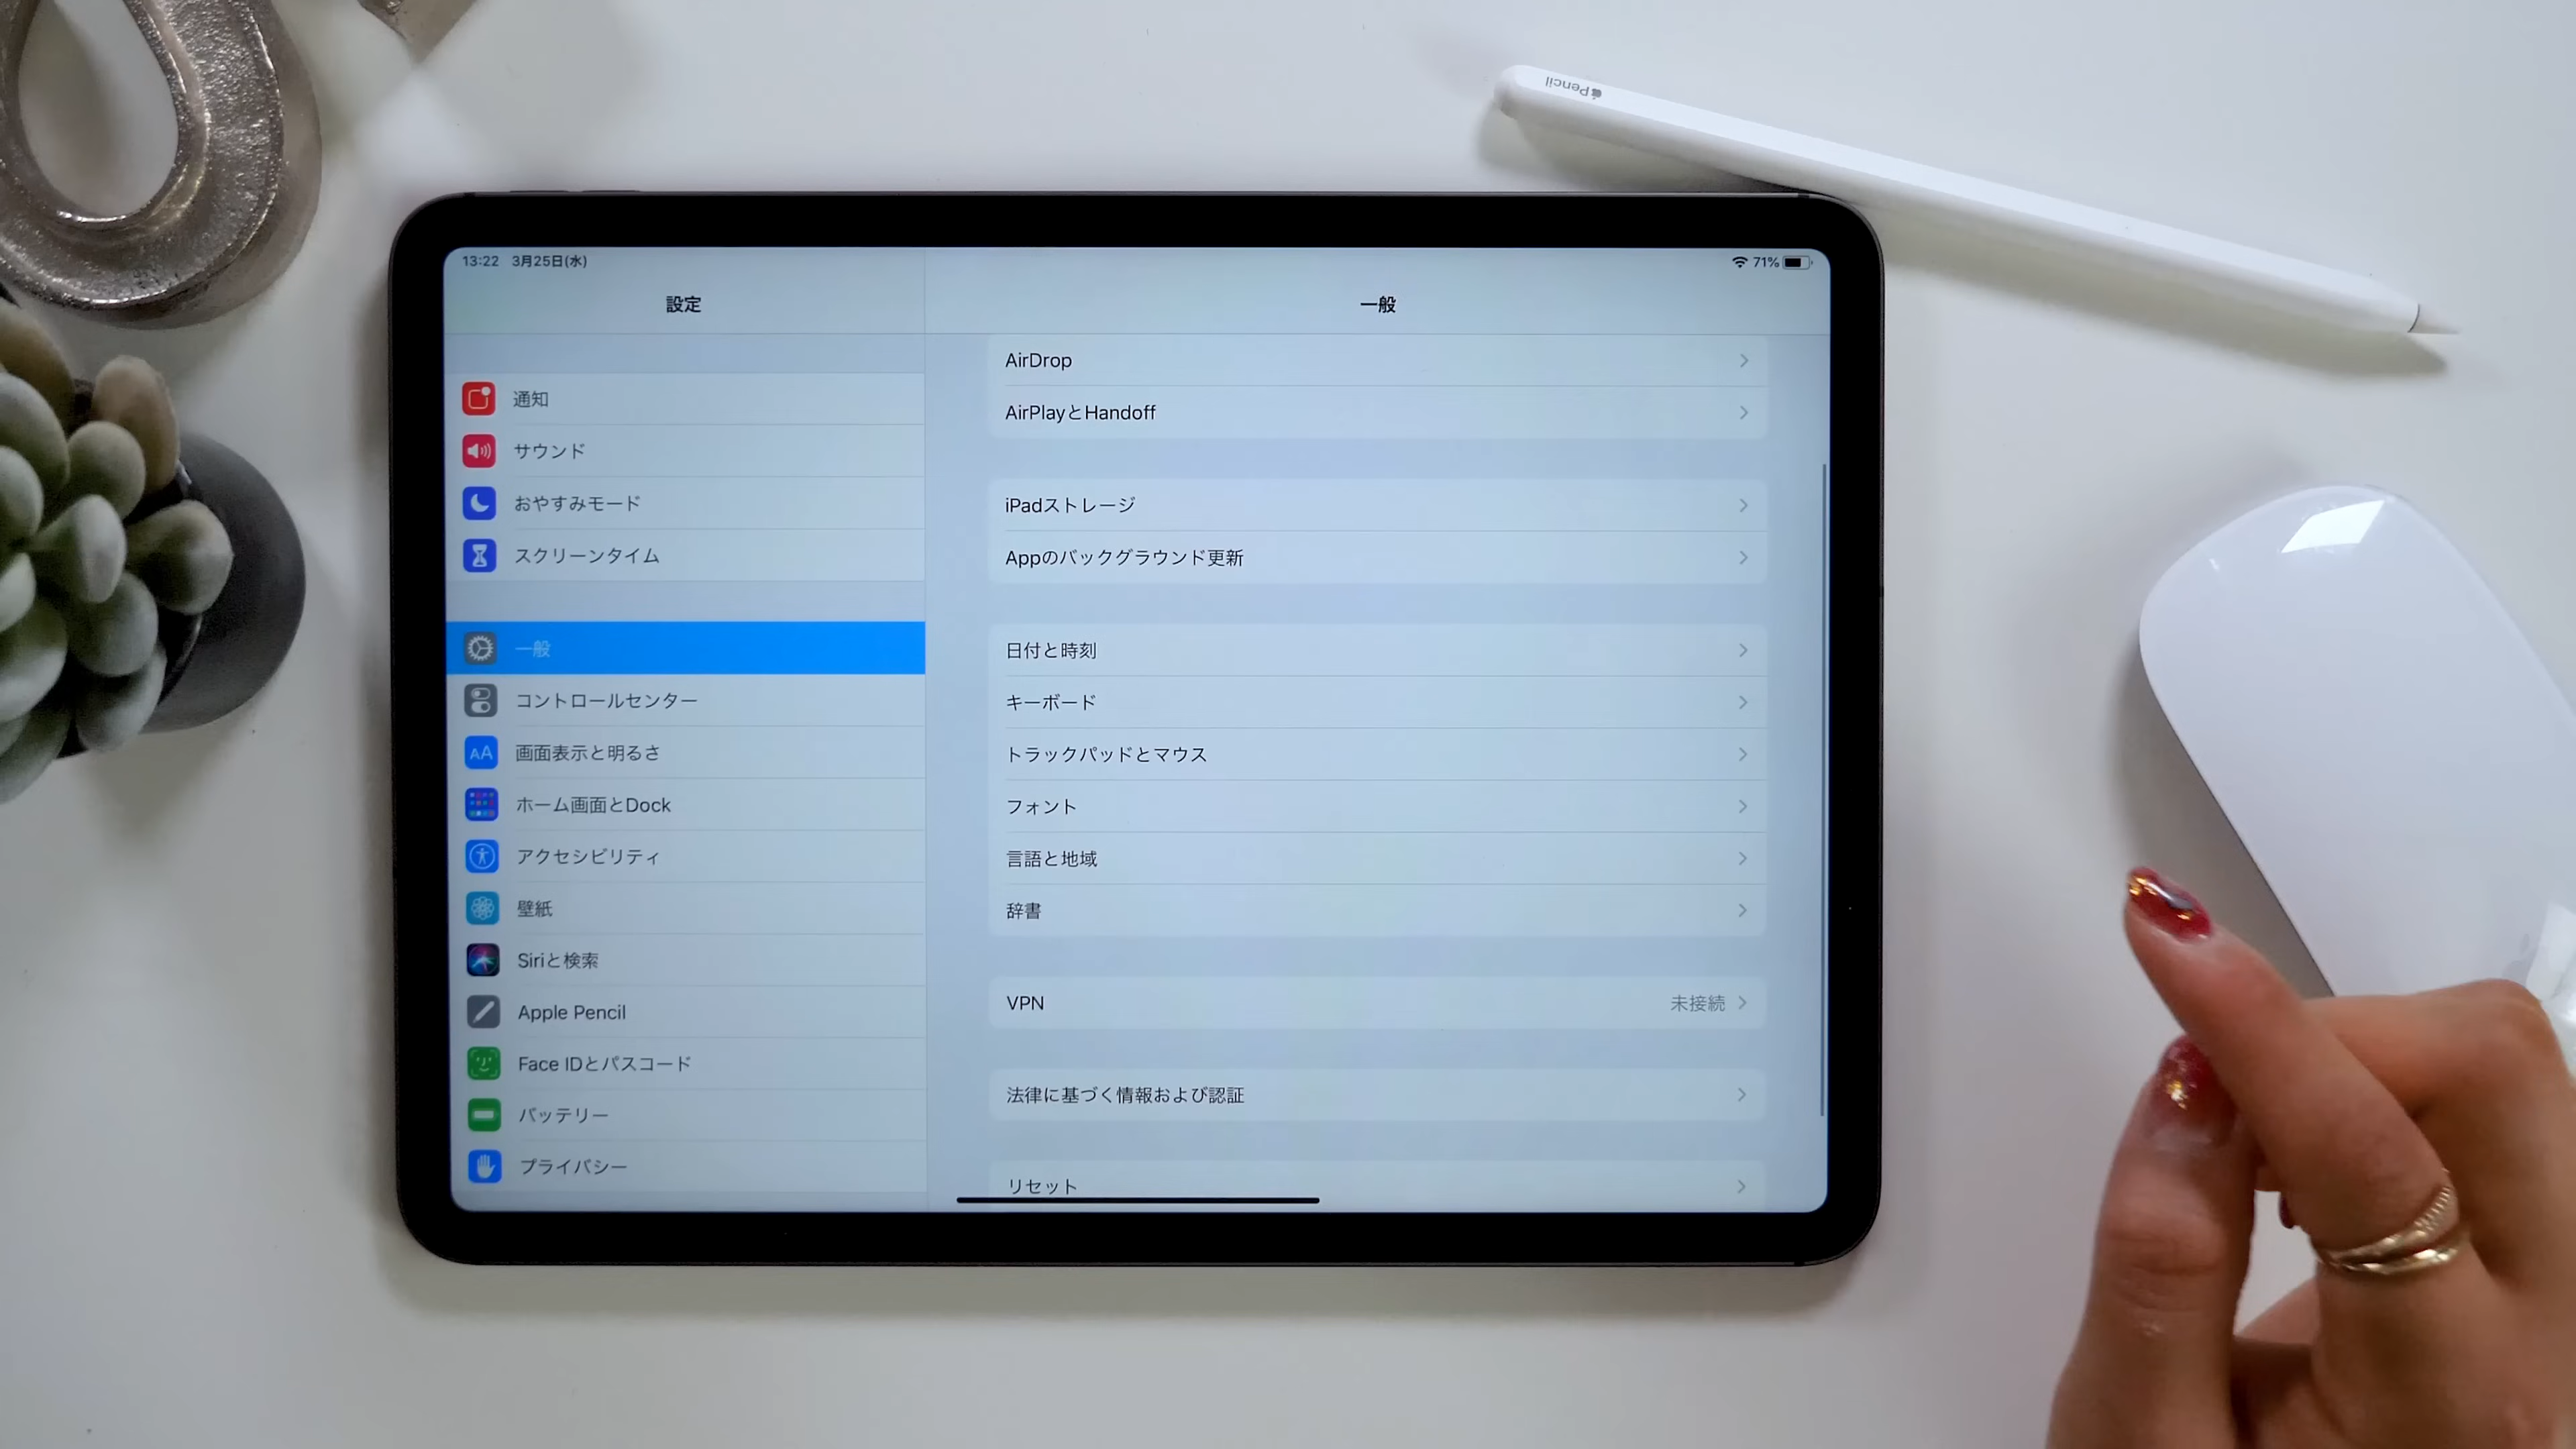 Pencil
13:22 3月25日(水)
71%
設定
一般
通知
サウンド
おやすみモード
スクリーンタイム
一般
コントロールセンター
AA
画面表示と明るさ
ホーム画面とDock
アクセシビリティ
壁紙
Siriと検索
Apple Pencil
Face IDとパスコード
バッテリー
プライバシー
AirDrop
AirPlayとHandoff
iPadストレージ
Appのバックグラウンド更新
日付と時刻
キーボード
トラックパッドとマウス
フォント
言語と地域
辞書
VPN 未接続
法律に基づく情報および認証
リセット